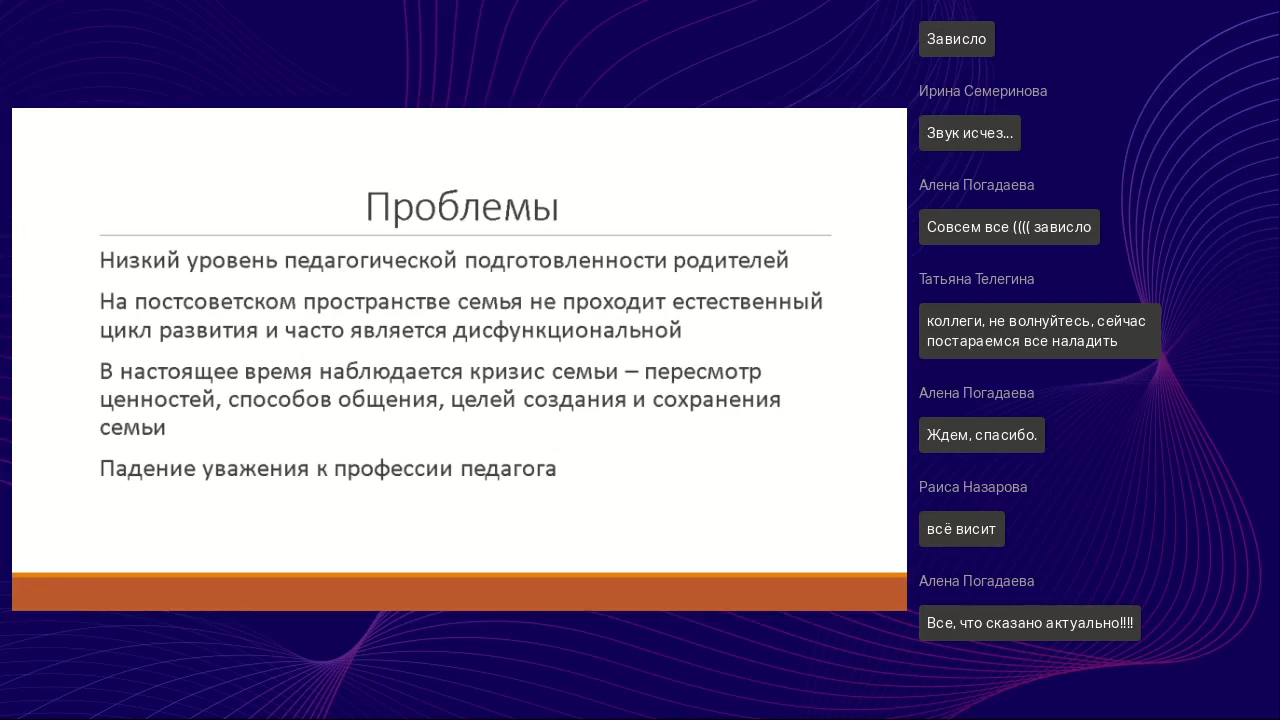 Проблемы
Низкий уровень педагогической подготовленности родителей
На постсоветском пространстве семья не проходит естественный
цикл развития и часто является дисфункциональной
В настоящее время наблюдается кризис семьи – пересмотр
ценностей, способов общения, целей создания и сохранения
семьи
Падение уважения к профессии педагога
Зависло
Ирина Семеринова
Звук исчез...
Алена Погадаева
Совсем все (((( зависло
Татьяна Телегина
коллеги, не волнуйтесь, сейчас
постараемся все наладить
Алена Погадаева
Ждем, спасибо.
Раиса Назарова
всё висит
Алена Погадаева
Все, что сказано актуально!!!!